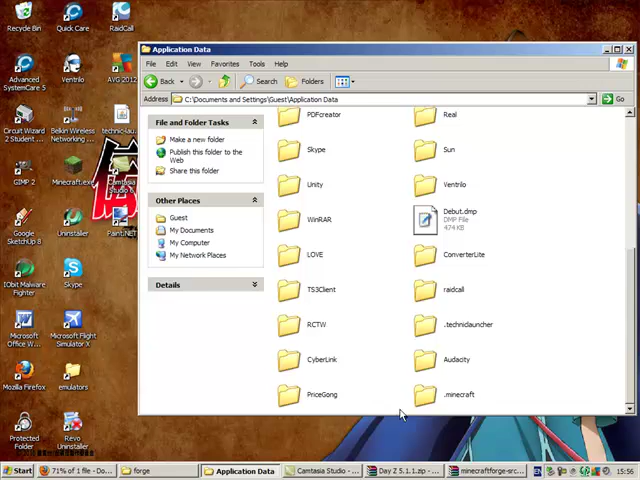 Recycle Bin
Quick Care
RaidCall
Advanced
SystemCare 5
Ventrilo
AVG 2012
Circuit Wizard
2 Student ...
Belkin Wireless
Networking ...
technic-lau...
GIMP 2
Minecraft.exe
Camtasia
Studio
Google
SketchUp 8
Uninstaller
Paint.NET
IObit Malware
Fighter
Skype
Microsoft
Office W...
Microsoft Flight
Simulator X
Mozilla Firefox
emulators
Protected
Folder
Revo
Uninstaller
Application Data
File Edit View Favorites Tools Help
Back Search Folders
Address C:\Documents and Settings\Guest\Application Data Go
File and Folder Tasks
Make a new folder
Publish this folder to the
Web
Share this folder
Other Places
Guest
My Documents
My Computer
My Network Places
Details
PDFcreator Real
Skype Sun
Unity Ventrilo
WinRAR Debut.dmp
DMP File
474 KB
LOVE ConverterLite
TS3Client raidcall
RCTW .techniclauncher
CyberLink Audacity
PriceGong .minecraft
Start 71% of 1 file - Do... forge Application Data Camtasia Studio - ... Day Z 5.1.1.zip - ... minecraftforge-src... EN 15:56